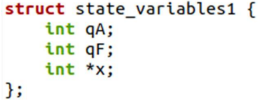 struct state_variables1 {
    int qA;
    int qF;
    int *x;
};